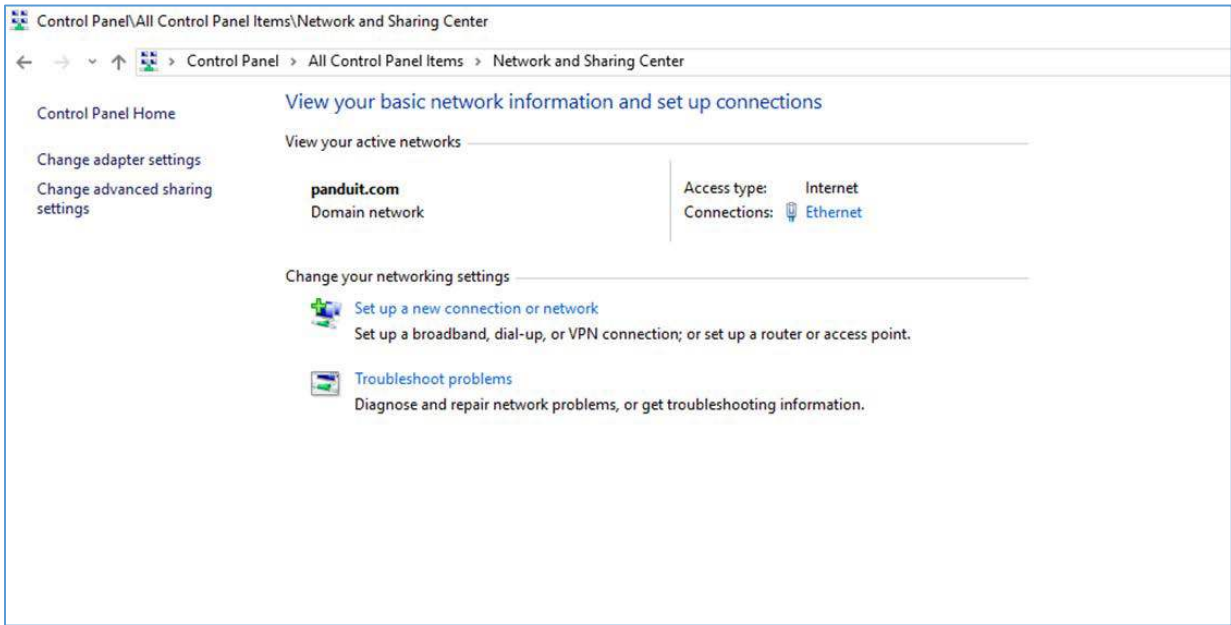 Control Panel\All Control Panel Items\Network and Sharing Center
Control Panel > All Control Panel Items > Network and Sharing Center
Control Panel Home
Change adapter settings
Change advanced sharing
settings
View your basic network information and set up connections
View your active networks
panduit.com
Domain network
Access type: Internet
Connections: Ethernet
Change your networking settings
Set up a new connection or network
Set up a broadband, dial-up, or VPN connection; or set up a router or access point.
Troubleshoot problems
Diagnose and repair network problems, or get troubleshooting information.